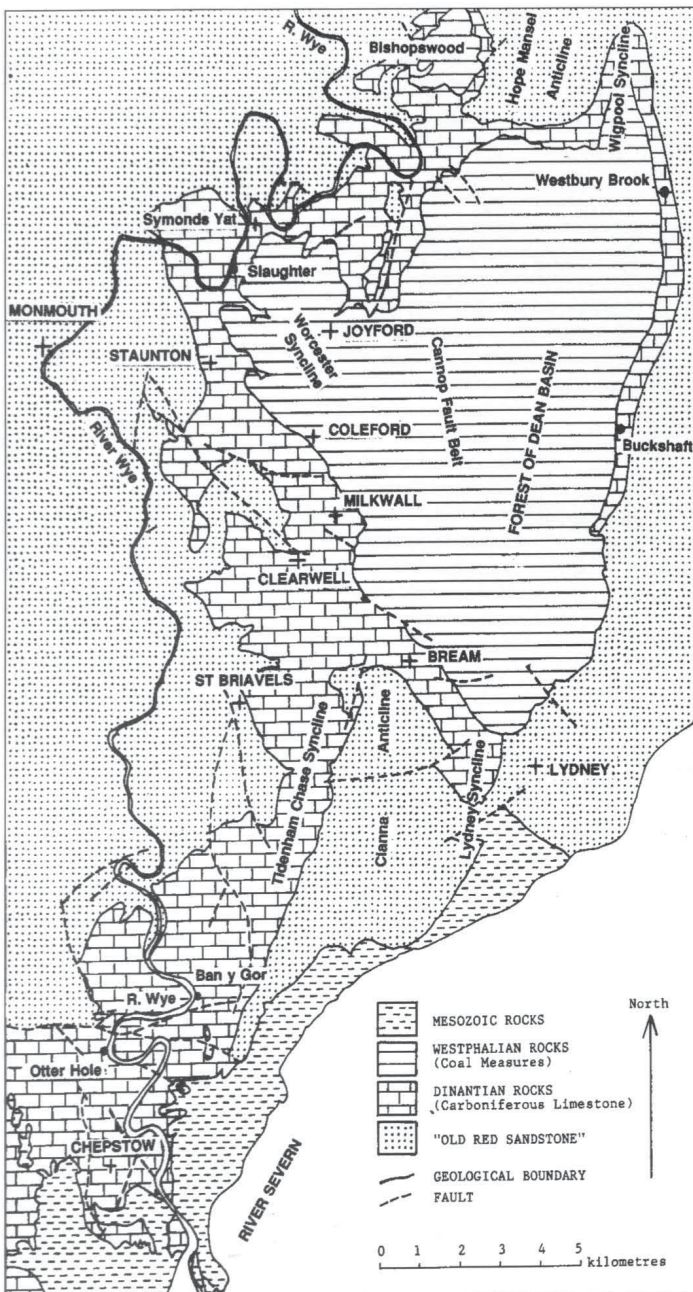 R. Wye
Bishopswood
Hope Mansel
Anticline
Wigpool Syncline
Westbury Brook
Symonds Yat
Slaughter
MONMOUTH
JOYFORD
Worcester
Syncline
STAUNTON
Cannop Fault Belt
FOREST OF DEAN BASIN
River Wye
COLEFORD
Buckshaft
MILKWALL
CLEARWELL
BREAM
ST BRIAVELS
Tidenham Chase Syncline
Anticline
Clanna
Lydney Syncline
LYDNEY
Ban y Gor
R. Wye
Otter Hole
CHEPSTOW
RIVER SEVERN
North
MESOZOIC ROCKS
WESTPHALIAN ROCKS
(Coal Measures)
DINANTIAN ROCKS
(Carboniferous Limestone)
"OLD RED SANDSTONE"
GEOLOGICAL BOUNDARY
FAULT
0 1 2 3 4 5
kilometres